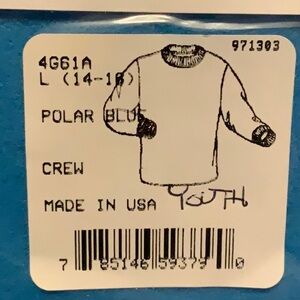 971303
4G61A
L (14-16)
POLAR BLUE
CREW
MADE IN USA YOUTH
7 85146 59379 0